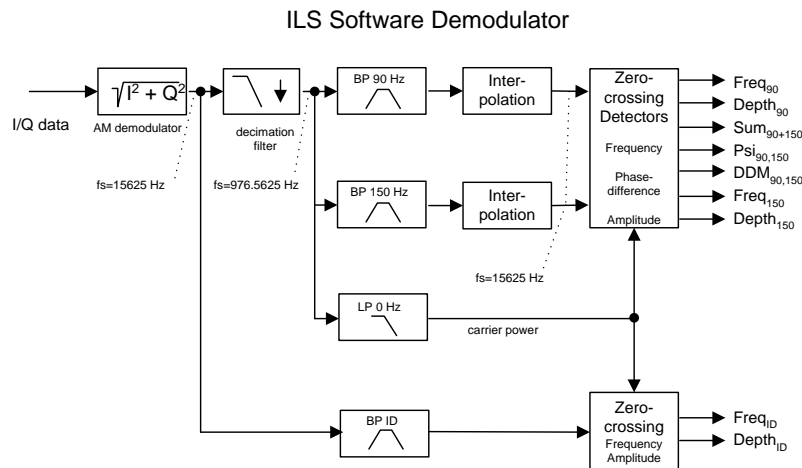 ILS Software Demodulator
I/Q data
√I² + Q²
AM demodulator
fs=15625 Hz
decimation
filter
fs=976.5625 Hz
BP 90 Hz
Inter-
polation
BP 150 Hz
Inter-
polation
fs=15625 Hz
LP 0 Hz
carrier power
BP ID
Zero-
crossing
Detectors
Frequency
Phase-
difference
Amplitude
Freq90
Depth90
Sum90+150
Psi90,150
DDM90,150
Freq150
Depth150
Zero-
crossing
Frequency
Amplitude
FreqID
DepthID